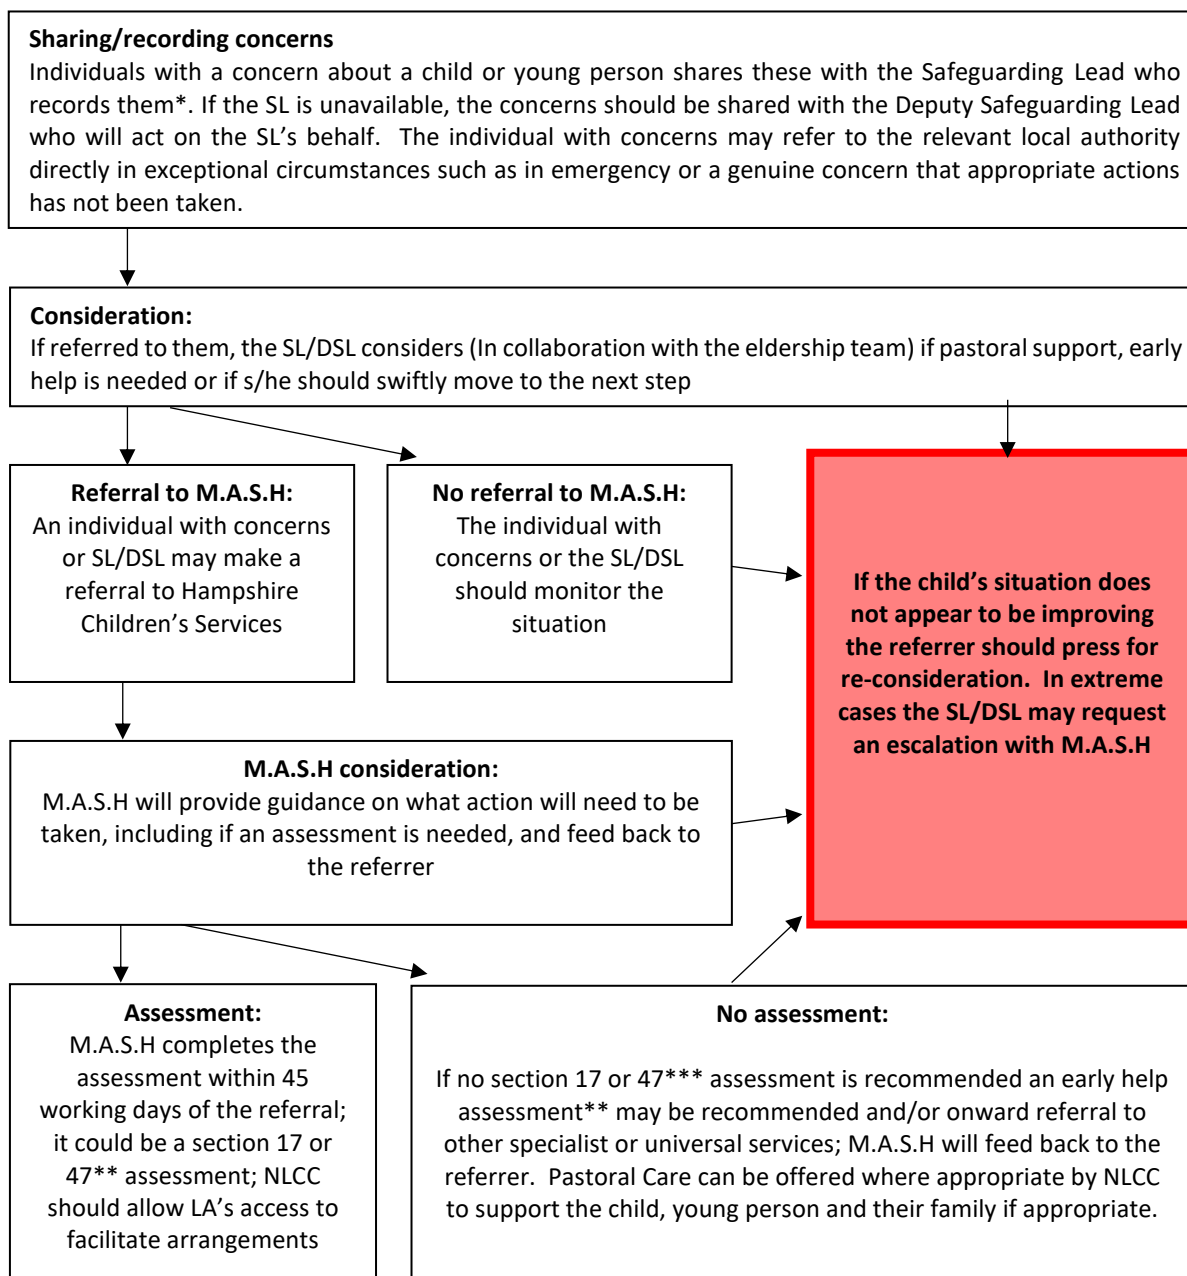 Sharing/recording concerns
Individuals with a concern about a child or young person shares these with the Safeguarding Lead who
records them*. If the SL is unavailable, the concerns should be shared with the Deputy Safeguarding Lead
who will act on the SL’s behalf. The individual with concerns may refer to the relevant local authority
directly in exceptional circumstances such as in emergency or a genuine concern that appropriate actions
has not been taken.
Consideration:
If referred to them, the SL/DSL considers (In collaboration with the eldership team) if pastoral support, early
help is needed or if s/he should swiftly move to the next step
Referral to M.A.S.H:
An individual with concerns
or SL/DSL may make a
referral to Hampshire
Children’s Services
No referral to M.A.S.H:
The individual with
concerns or the SL/DSL
should monitor the
situation
If the child’s situation does
not appear to be improving
the referrer should press for
re-consideration. In extreme
cases the SL/DSL may request
an escalation with M.A.S.H
M.A.S.H consideration:
M.A.S.H will provide guidance on what action will need to be
taken, including if an assessment is needed, and feed back to
the referrer
Assessment:
M.A.S.H completes the
assessment within 45
working days of the referral;
it could be a section 17 or
47** assessment; NLCC
should allow LA’s access to
facilitate arrangements
No assessment:
If no section 17 or 47*** assessment is recommended an early help
assessment** may be recommended and/or onward referral to
other specialist or universal services; M.A.S.H will feed back to the
referrer. Pastoral Care can be offered where appropriate by NLCC
to support the child, young person and their family if appropriate.